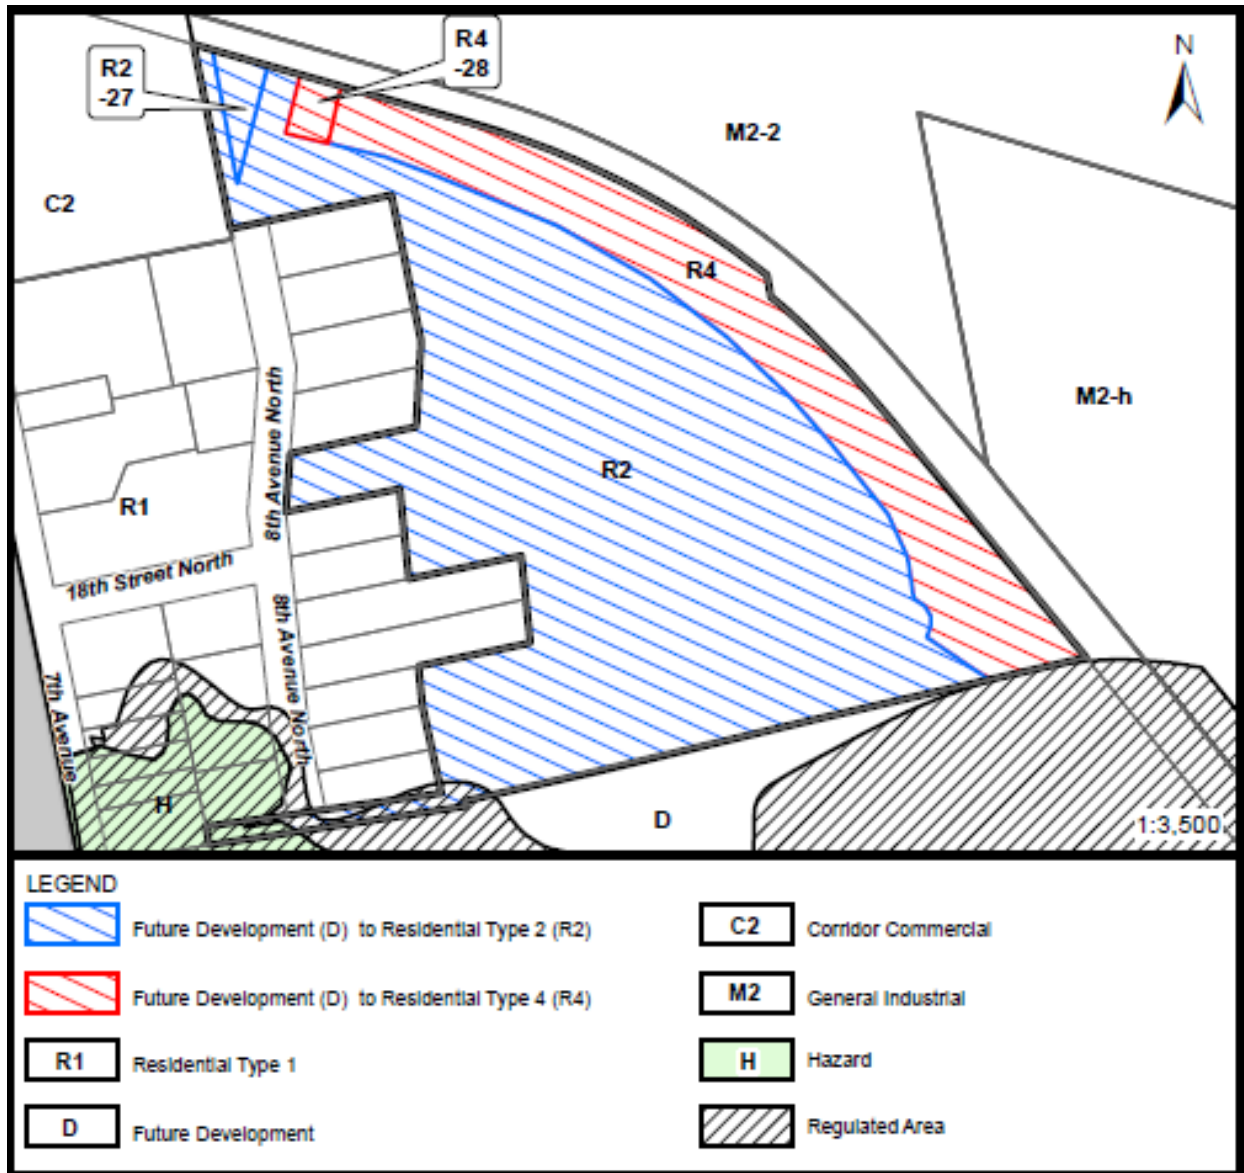 N
R4
-28
R2
-27
M2-2
C2
R4
M2-h
R2
R1
8th Avenue North
18th Street North
8th Avenue North
7th Avenue
H
D
1:3,500
LEGEND
Future Development (D) to Residential Type 2 (R2)
Future Development (D) to Residential Type 4 (R4)
R1 Residential Type 1
D Future Development
C2 Corridor Commercial
M2 General Industrial
H Hazard
Regulated Area